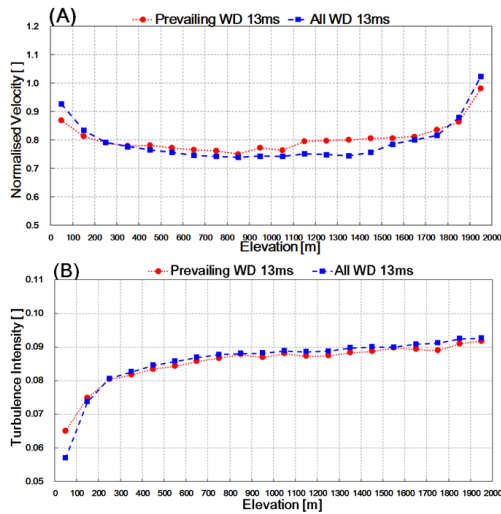 (A)
Prevailing WD 13ms All WD 13ms
Normalised Velocity [ ]
1.2
1.1
1.0
0.9
0.8
0.7
0.6
0.5
0 100 200 300 400 500 600 700 800 900 1000 1100 1200 1300 1400 1500 1600 1700 1800 1900 2000
Elevation [m]
(B)
Prevailing WD 13ms All WD 13ms
Turbulence Intensity [ ]
0.11
0.10
0.09
0.08
0.07
0.06
0.05
0 100 200 300 400 500 600 700 800 900 1000 1100 1200 1300 1400 1500 1600 1700 1800 1900 2000
Elevation [m]